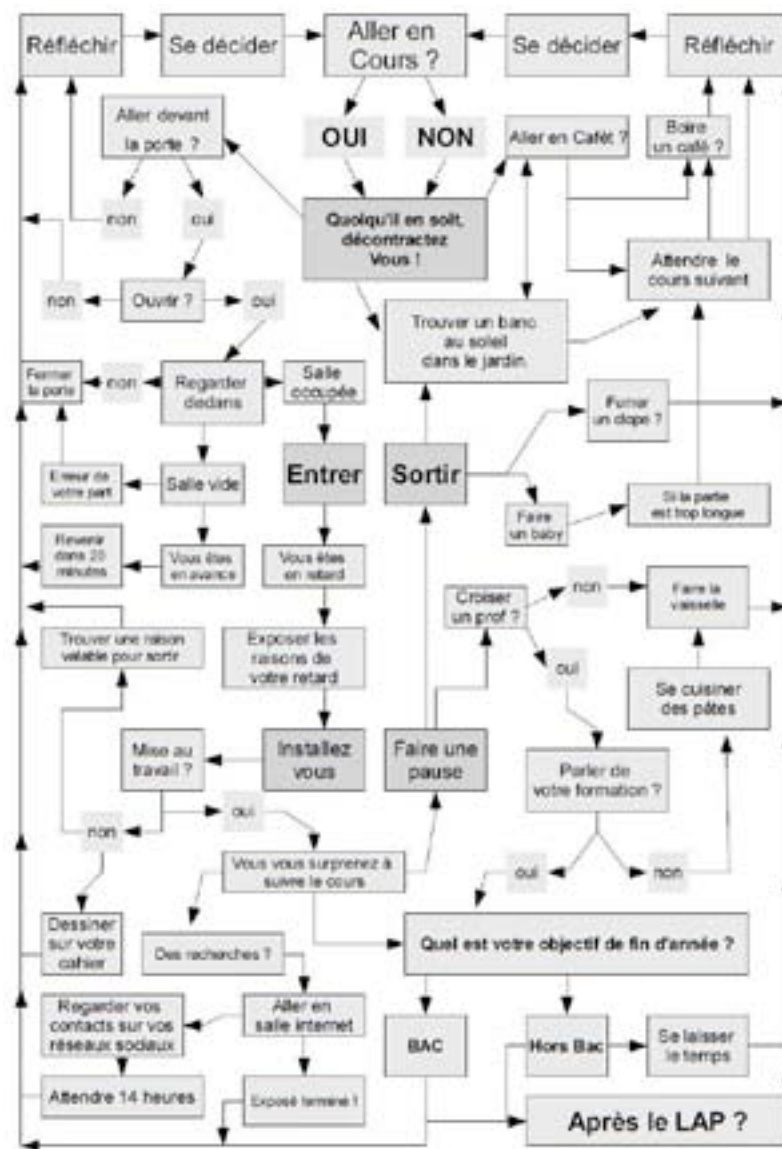 Réfléchir
Se décider
Aller en
Cours ?
Se décider
Réfléchir
Aller devant
la porte ?
OUI
NON
Aller en Cafét ?
Boire
un café ?
non
oui
Quoiqu'il en soit,
décontractez
Vous !
Attendre le
cours suivant
non
Ouvrir ?
oui
Trouver un banc
au soleil
dans le jardin
Fermer
la porte
non
Regarder
dedans
Salle
occupée
Fumer
un clope ?
Erreur de
votre part
Salle vide
Entrer
Sortir
Faire
un baby
Si la partie
est trop longue
Revenir
dans 20
minutes
Vous êtes
en avance
Vous êtes
en retard
Croiser
un prof ?
non
Faire la
vaisselle
Trouver une raison
valable pour sortir
Exposer les
raisons de
votre retard
oui
Se cuisiner
des pâtes
Mise au
travail ?
Installez
vous
Faire une
pause
Parler de
votre formation ?
non
oui
Vous vous surprenez à
suivre le cours
oui
non
Dessiner
sur votre
cahier
Des recherches ?
Quel est votre objectif de fin d'année ?
Regarder vos
contacts sur vos
réseaux sociaux
Aller en
salle internet
BAC
Hors Bac
Se laisser
le temps
Attendre 14 heures
Exposé terminé !
Après le LAP ?